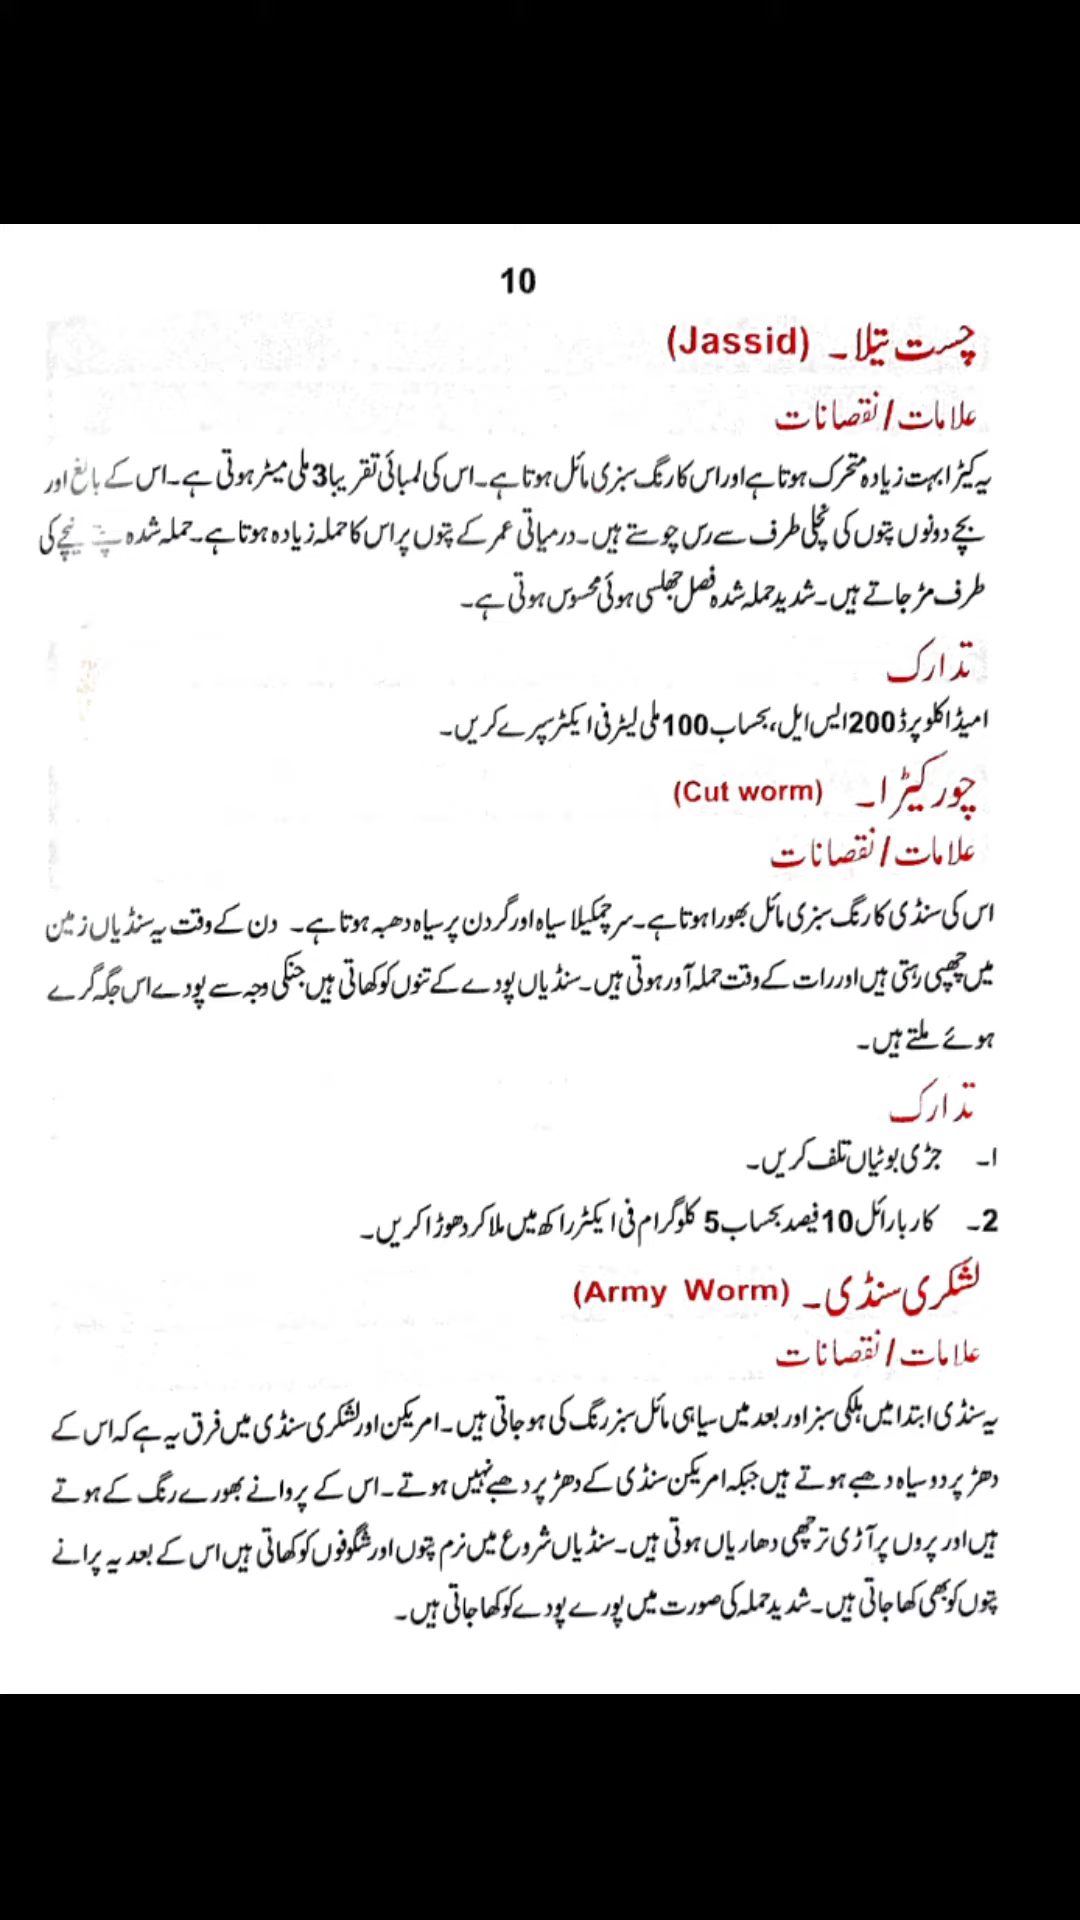 10
چست تیلا۔ (Jassid)
علامات/نقصانات
یہ کیڑا بہت زیادہ متحرک ہوتا ہے اور اس کا رنگ سبزی مائل ہوتا ہے۔ اس کی لمبائی تقریبا 3 ملی میٹر ہوتی ہے۔ اس کے بالغ اور
بچے دونوں پتوں کی نچلی طرف سے رس چوستے ہیں۔ درمیانی عمر کے پتوں پر اس کا حملہ زیادہ ہوتا ہے۔ حملہ شدہ پتے نیچے کی
طرف مڑ جاتے ہیں۔ شدید حملہ شدہ فصل جھلسی ہوئی محسوس ہوتی ہے۔
تدارک
امیڈا کلوپرڈ 200 ایس ایل، بحساب 100 ملی لیٹر فی ایکڑ سپرے کریں۔
چور کیڑا۔ (Cut worm)
علامات/نقصانات
اس کی سنڈی کا رنگ سبزی مائل بھورا ہوتا ہے۔ سر چمکیلا سیاہ اور گردن پر سیاہ دھبہ ہوتا ہے۔ دن کے وقت یہ سنڈیاں زمین
میں چھپی رہتی ہیں اور رات کے وقت حملہ آور ہوتی ہیں۔ سنڈیاں پودے کے تنوں کو کھاتی ہیں جنکی وجہ سے پودے اس جگہ گرے
ہوئے ملتے ہیں۔
تدارک
۱۔ جڑی بوٹیاں تلف کریں۔
2۔ کاربارائل 10 فیصد بحساب 5 کلوگرام فی ایکڑ راکھ میں ملا کر دھوڑا کریں۔
لشکری سنڈی۔ (Army Worm)
علامات/نقصانات
یہ سنڈی ابتدا میں ہلکی سبز اور بعد میں سیاہی مائل سبز رنگ کی ہو جاتی ہیں۔ امریکن اور لشکری سنڈی میں فرق یہ ہے کہ اس کے
دھڑ پر دو سیاہ دھبے ہوتے ہیں جبکہ امریکن سنڈی کے دھڑ پر دھبے نہیں ہوتے۔ اس کے پروانے بھورے رنگ کے ہوتے
ہیں اور پروں پر آڑی ترچھی دھاریاں ہوتی ہیں۔ سنڈیاں شروع میں نرم پتوں اور شگوفوں کو کھاتی ہیں اس کے بعد یہ پرانے
پتوں کو بھی کھا جاتی ہیں۔ شدید حملہ کی صورت میں پورے پودے کو کھا جاتی ہیں۔